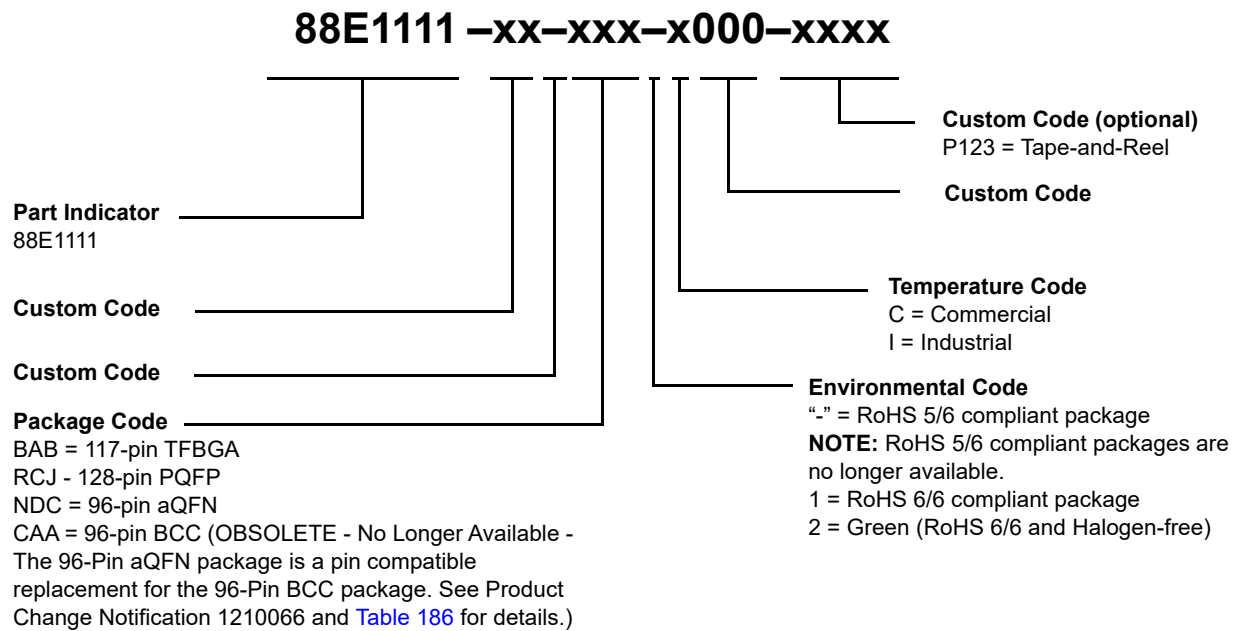 88E1111 –xx–xxx–x000–xxxx
Custom Code (optional)
P123 = Tape-and-Reel
Custom Code
Part Indicator
88E1111
Temperature Code
C = Commercial
I = Industrial
Custom Code
Custom Code
Environmental Code
“-” = RoHS 5/6 compliant package
NOTE: RoHS 5/6 compliant packages are
no longer available.
1 = RoHS 6/6 compliant package
2 = Green (RoHS 6/6 and Halogen-free)
Package Code
BAB = 117-pin TFBGA
RCJ - 128-pin PQFP
NDC = 96-pin aQFN
CAA = 96-pin BCC (OBSOLETE - No Longer Available -
The 96-Pin aQFN package is a pin compatible
replacement for the 96-Pin BCC package. See Product
Change Notification 1210066 and Table 186 for details.)